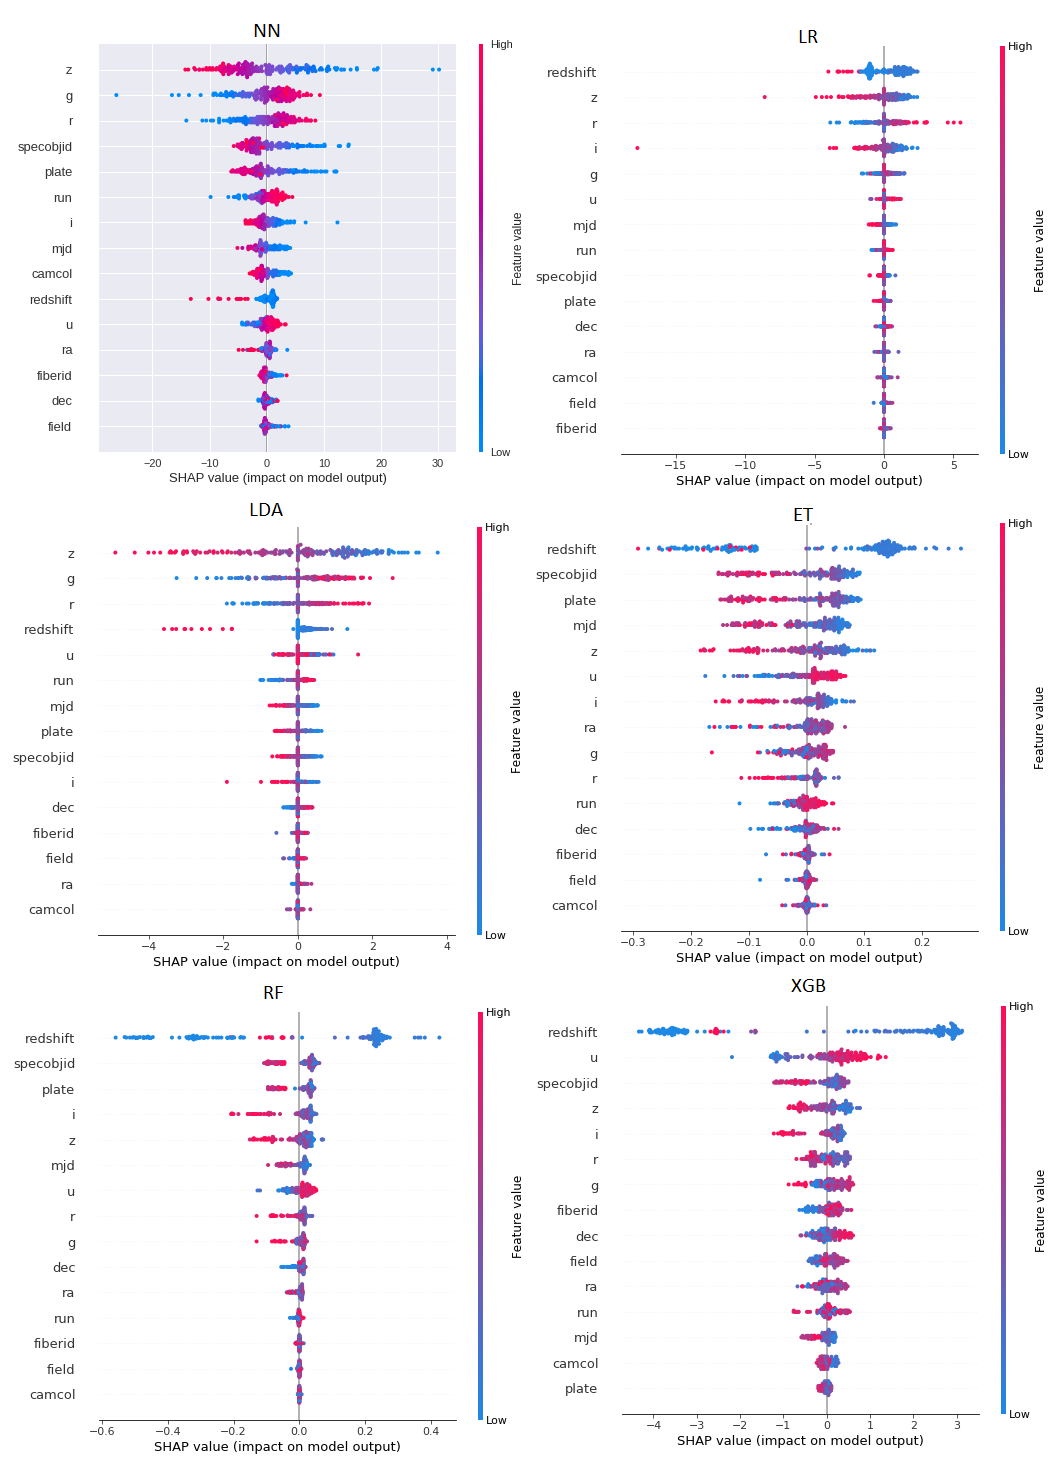 NN
High
z
g
r
specobjid
plate
run
i
mjd
camcol
redshift
u
ra
fiberid
dec
field
Feature value
Low
−20 −10 0 10 20 30
SHAP value (impact on model output)
LR
High
redshift
z
r
i
g
u
mjd
run
specobjid
plate
dec
ra
camcol
field
fiberid
Feature value
Low
−15 −10 −5 0 5
SHAP value (impact on model output)
LDA
High
z
g
r
redshift
u
run
mjd
plate
specobjid
i
dec
fiberid
field
ra
camcol
Feature value
Low
−4 −2 0 2 4
SHAP value (impact on model output)
ET
High
redshift
specobjid
plate
mjd
z
u
i
ra
g
r
run
dec
fiberid
field
camcol
Feature value
Low
−0.3 −0.2 −0.1 0.0 0.1 0.2
SHAP value (impact on model output)
RF
High
redshift
specobjid
plate
i
z
mjd
u
r
g
dec
ra
run
fiberid
field
camcol
Feature value
Low
−0.6 −0.4 −0.2 0.0 0.2 0.4
SHAP value (impact on model output)
XGB
High
redshift
u
specobjid
z
i
r
g
fiberid
dec
field
ra
run
mjd
camcol
plate
Feature value
Low
−4 −3 −2 −1 0 1 2 3
SHAP value (impact on model output)